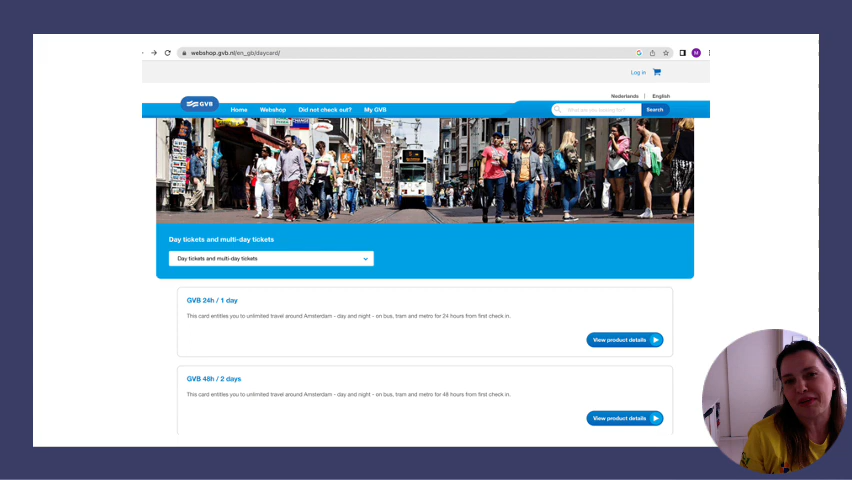 webshop.gvb.nl/en_gb/daycard/
M
Log in
Nederlands | English
GVB
Home Webshop Did not check out? My GVB
What are you looking for? Search
CHANGE
Day tickets and multi-day tickets
Day tickets and multi-day tickets
GVB 24h / 1 day
This card entitles you to unlimited travel around Amsterdam - day and night - on bus, tram and metro for 24 hours from first check in.
View product details
GVB 48h / 2 days
This card entitles you to unlimited travel around Amsterdam - day and night - on bus, tram and metro for 48 hours from first check in.
View product details